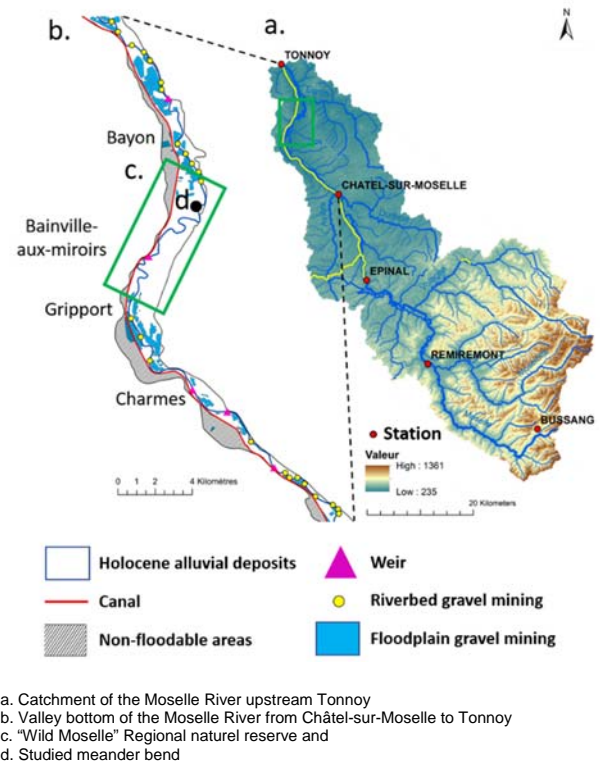 b.
a.
N
TONNOY
Bayon
c.
d
CHATEL-SUR-MOSELLE
Bainville-
aux-miroirs
EPINAL
Gripport
REMIREMONT
Charmes
BUSSANG
Station
Valeur
High : 1361
Low : 235
0 1 2 4 Kilomètres
20 Kilometers
Holocene alluvial deposits
Weir
Canal
Riverbed gravel mining
Non-floodable areas
Floodplain gravel mining
a. Catchment of the Moselle River upstream Tonnoy
b. Valley bottom of the Moselle River from Châtel-sur-Moselle to Tonnoy
c. “Wild Moselle” Regional naturel reserve and
d. Studied meander bend